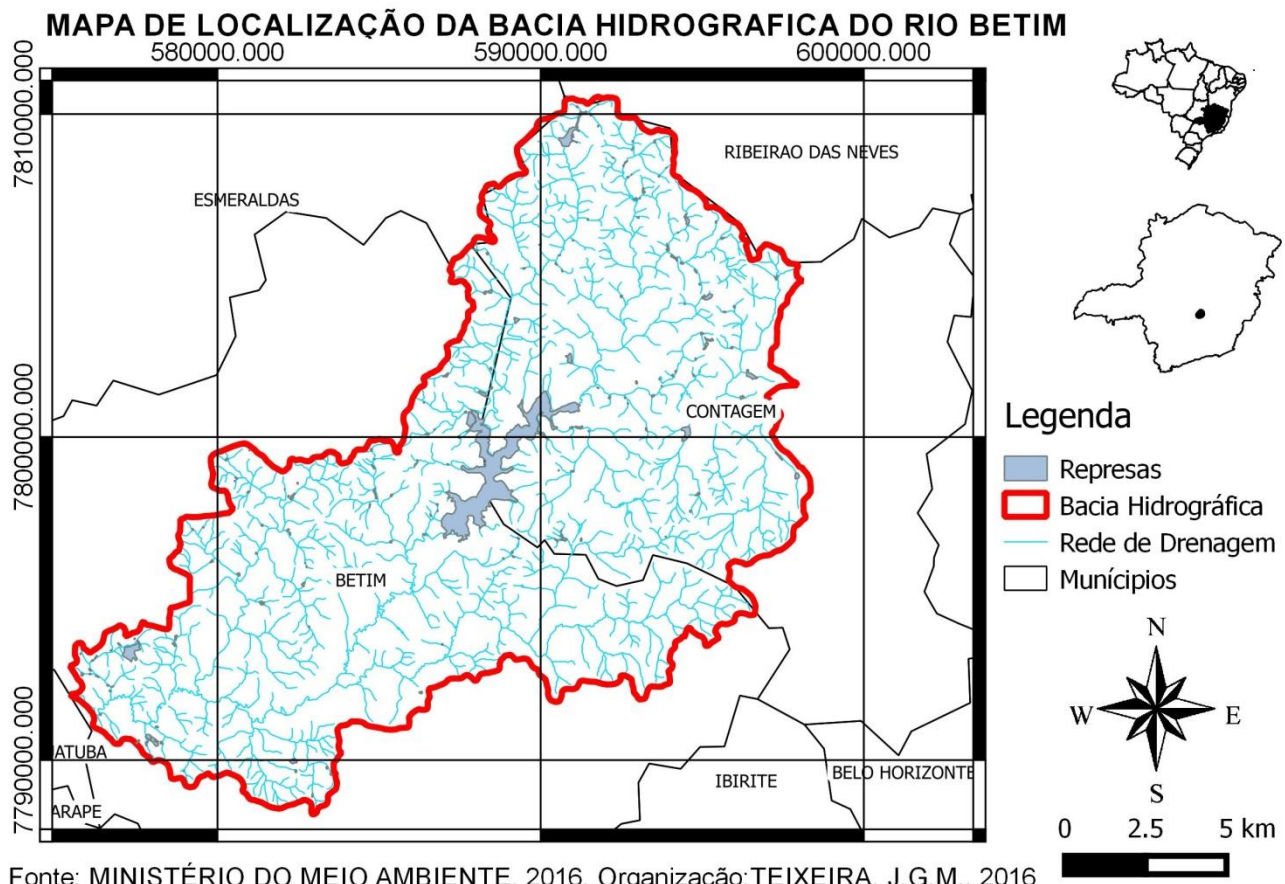 MAPA DE LOCALIZAÇÃO DA BACIA HIDROGRAFICA DO RIO BETIM
580000.000 590000.000 600000.000
7810000.000
7800000.000
7790000.000
RIBEIRAO DAS NEVES
ESMERALDAS
CONTAGEM
BETIM
ATUBA
ARAPE
IBIRITE
BELO HORIZONTE
Legenda
Represas
Bacia Hidrográfica
Rede de Drenagem
Munícipios
N
W E
S
0 2.5 5 km
Fonte: MINISTÉRIO DO MEIO AMBIENTE, 2016. Organização:TEIXEIRA, J.G.M., 2016